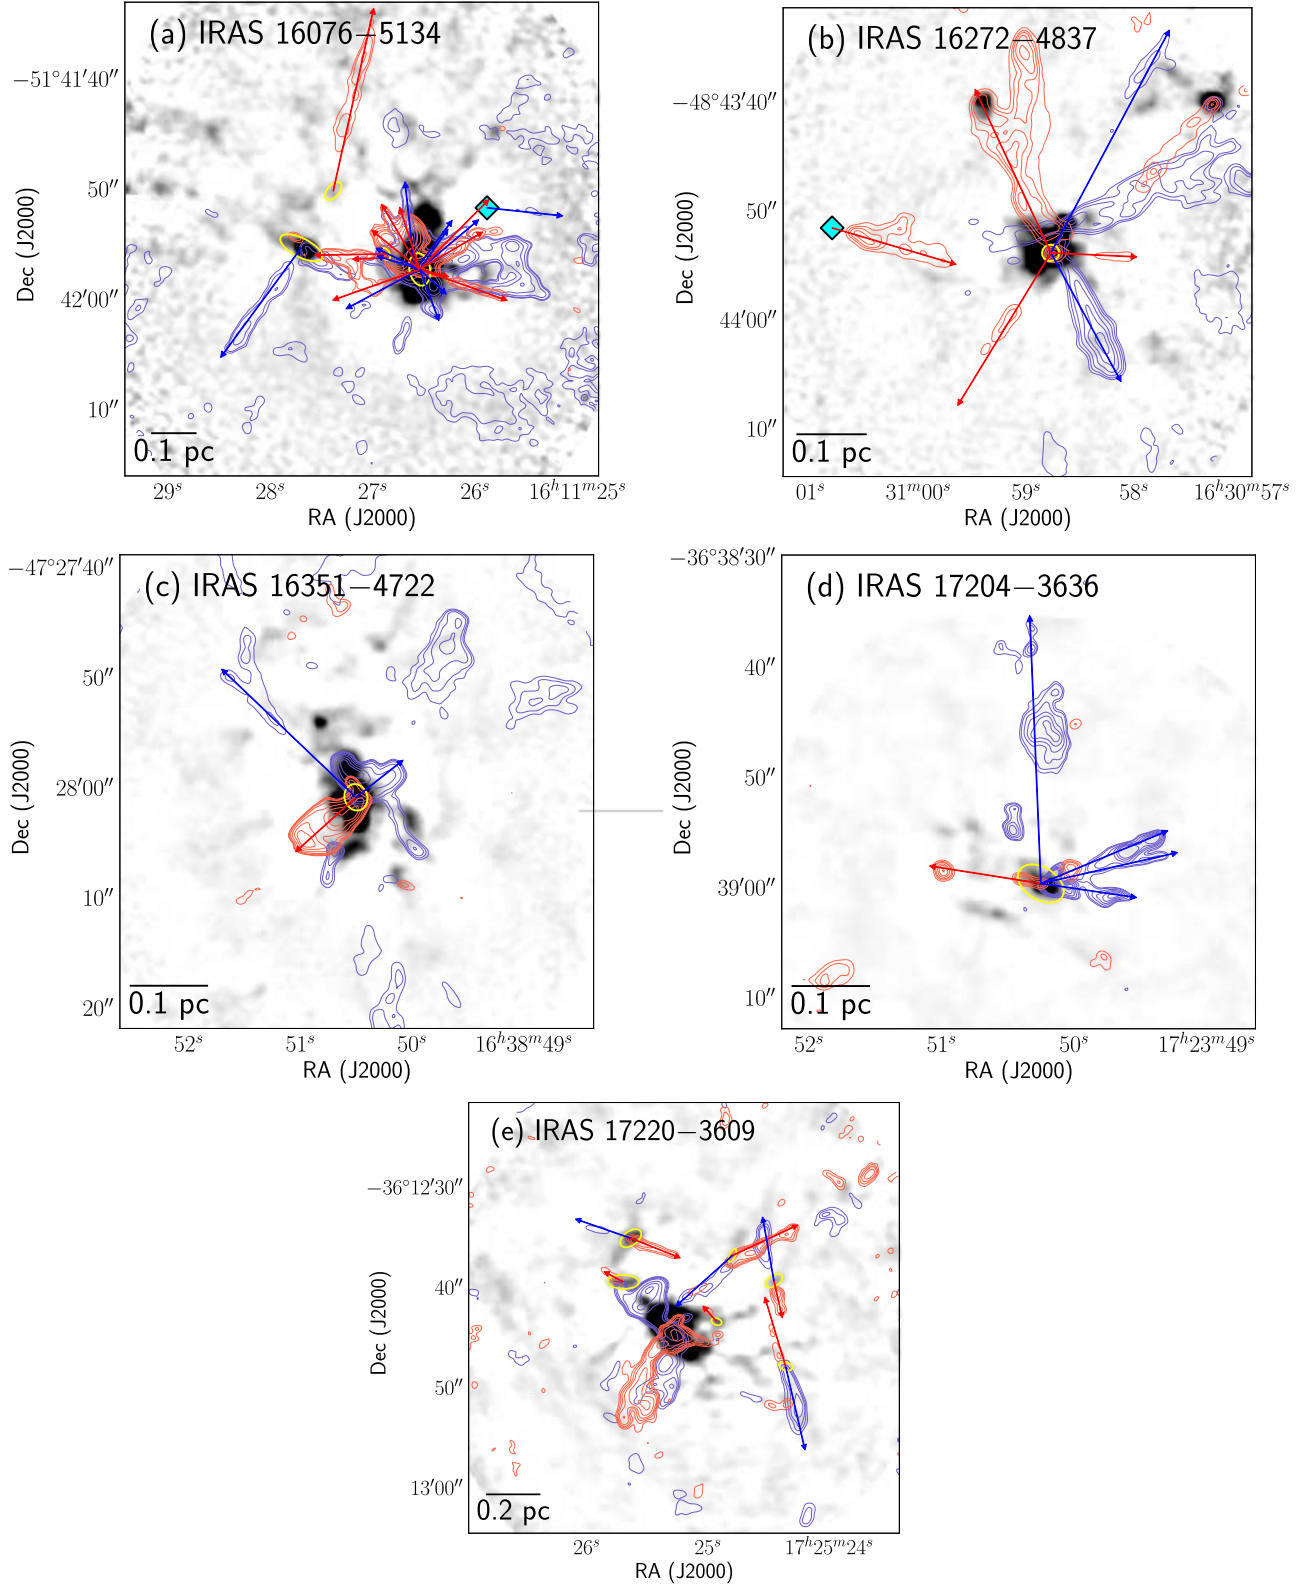 (a) IRAS 16076−5134
−51°41′40″
50″
42′00″
10″
Dec (J2000)
0.1 pc
29ˢ 28ˢ 27ˢ 26ˢ 16ʰ11ᵐ25ˢ
RA (J2000)
(b) IRAS 16272−4837
−48°43′40″
50″
44′00″
10″
Dec (J2000)
0.1 pc
01ˢ 31ᵐ00ˢ 59ˢ 58ˢ 16ʰ30ᵐ57ˢ
RA (J2000)
(c) IRAS 16351−4722
−47°27′40″
50″
28′00″
10″
20″
Dec (J2000)
0.1 pc
52ˢ 51ˢ 50ˢ 16ʰ38ᵐ49ˢ
RA (J2000)
(d) IRAS 17204−3636
−36°38′30″
40″
50″
39′00″
10″
Dec (J2000)
0.1 pc
52ˢ 51ˢ 50ˢ 17ʰ23ᵐ49ˢ
RA (J2000)
(e) IRAS 17220−3609
−36°12′30″
40″
50″
13′00″
Dec (J2000)
0.2 pc
26ˢ 25ˢ 17ʰ25ᵐ24ˢ
RA (J2000)